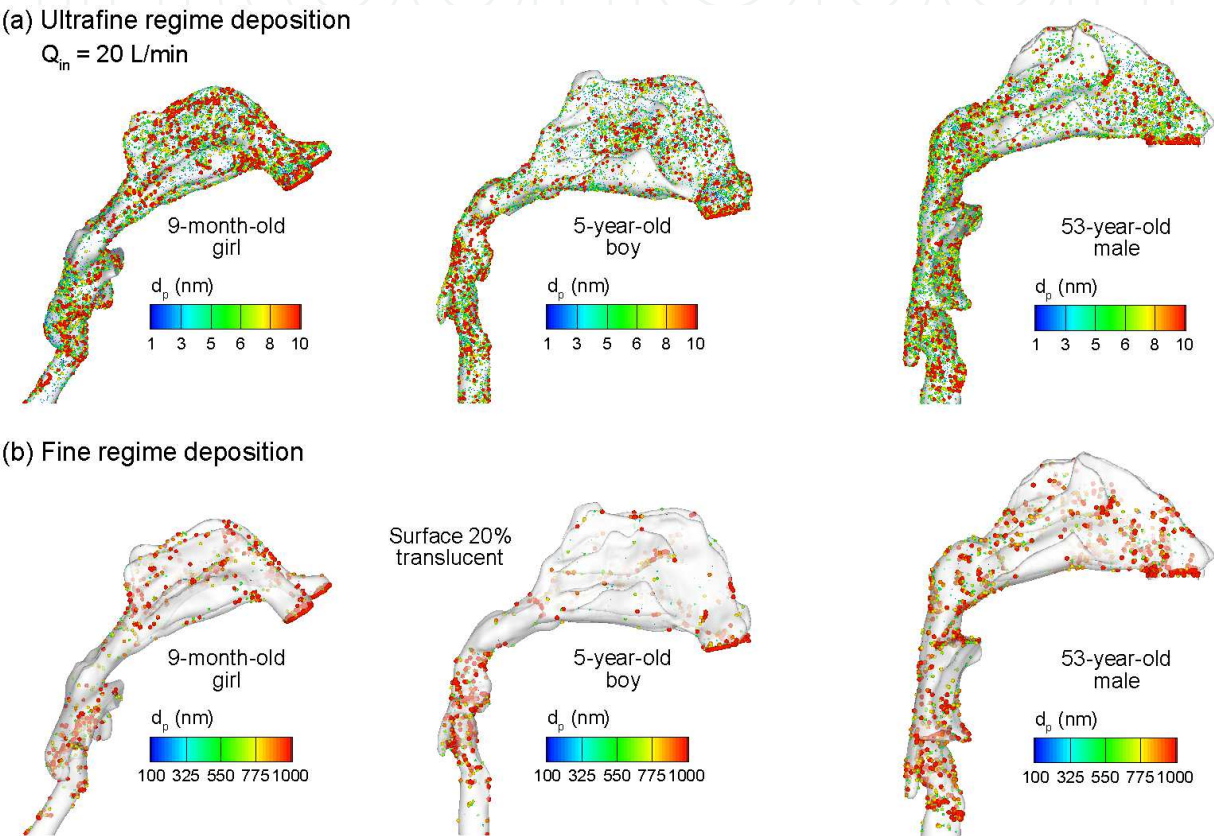 (a) Ultrafine regime deposition
Q_in = 20 L/min
9-month-old
girl
d_p (nm)
1 3 5 6 8 10
5-year-old
boy
d_p (nm)
1 3 5 6 8 10
53-year-old
male
d_p (nm)
1 3 5 6 8 10
(b) Fine regime deposition
Surface 20%
translucent
9-month-old
girl
d_p (nm)
100 325 550 775 1000
5-year-old
boy
d_p (nm)
100 325 550 775 1000
53-year-old
male
d_p (nm)
100 325 550 775 1000